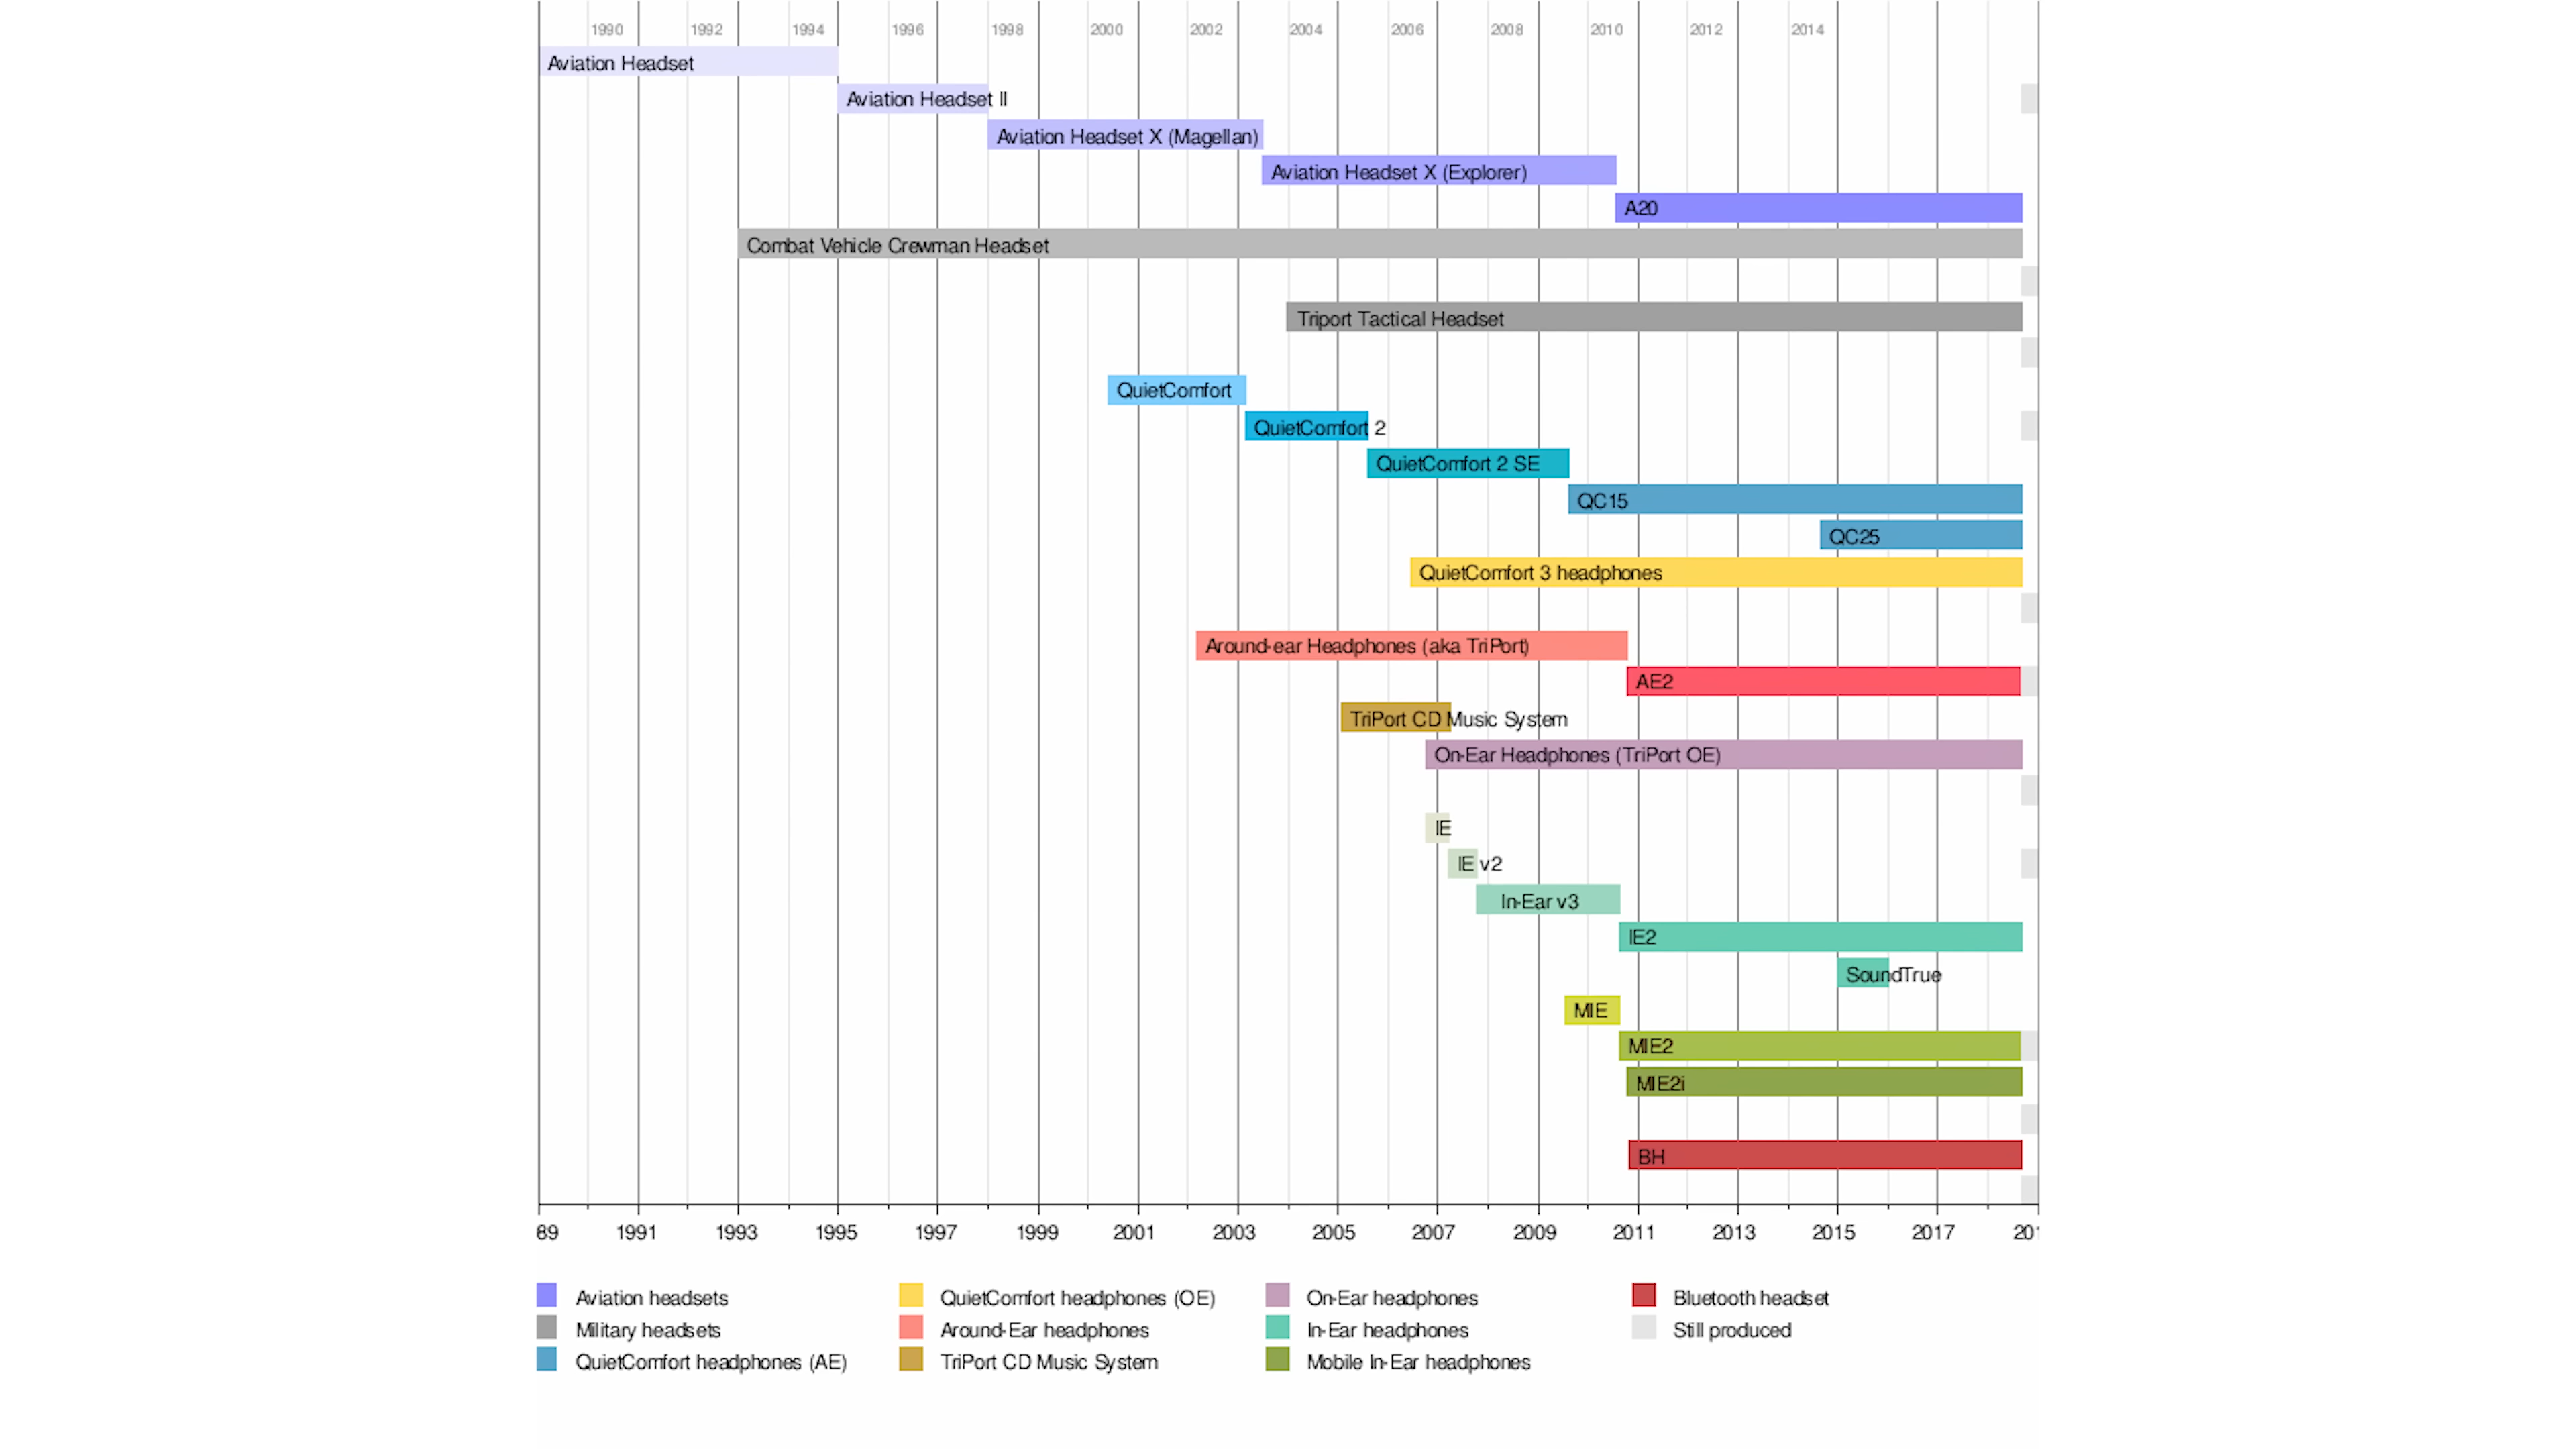 1990 1992 1994 1996 1998 2000 2002 2004 2006 2008 2010 2012 2014
Aviation Headset
Aviation Headset II
Aviation Headset X (Magellan)
Aviation Headset X (Explorer)
A20
Combat Vehicle Crewman Headset
Triport Tactical Headset
QuietComfort
QuietComfort 2
QuietComfort 2 SE
QC15
QC25
QuietComfort 3 headphones
Around-ear Headphones (aka TriPort)
AE2
TriPort CD Music System
On-Ear Headphones (TriPort OE)
IE
IE v2
In-Ear v3
IE2
SoundTrue
MIE
MIE2
MIE2i
BH
89 1991 1993 1995 1997 1999 2001 2003 2005 2007 2009 2011 2013 2015 2017 201
Aviation headsets
Military headsets
QuietComfort headphones (AE)
QuietComfort headphones (OE)
Around-Ear headphones
TriPort CD Music System
On-Ear headphones
In-Ear headphones
Mobile In-Ear headphones
Bluetooth headset
Still produced